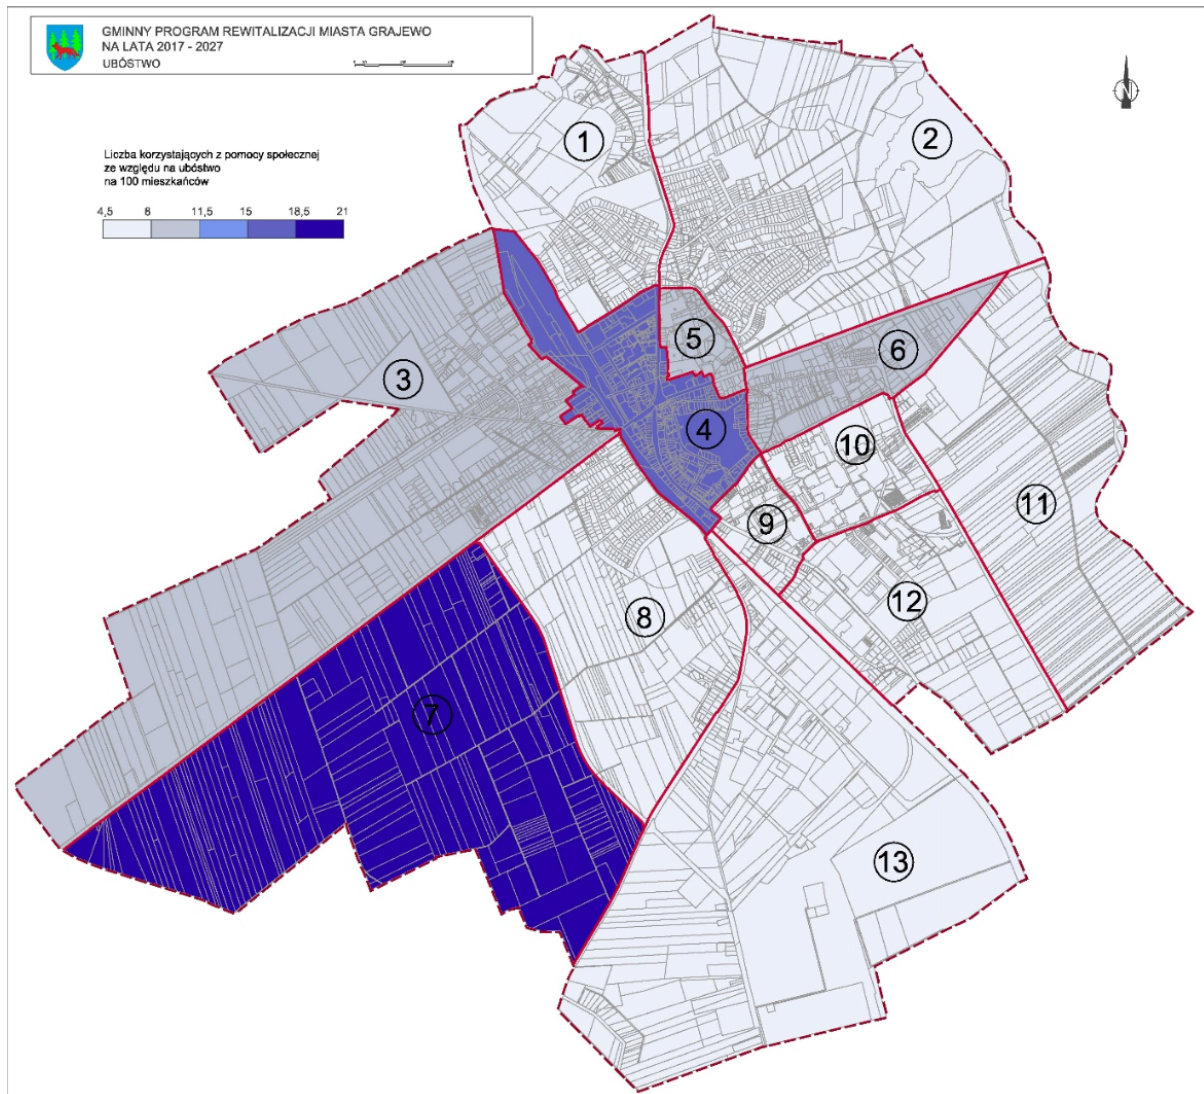 GMINNY PROGRAM REWITALIZACJI MIASTA GRAJEWO
NA LATA 2017 - 2027
UBÓSTWO
N
Liczba korzystających z pomocy społecznej
ze względu na ubóstwo
na 100 mieszkańców
4,5 8 11,5 15 18,5 21
1
2
3
4
5
6
7
8
9
10
11
12
13